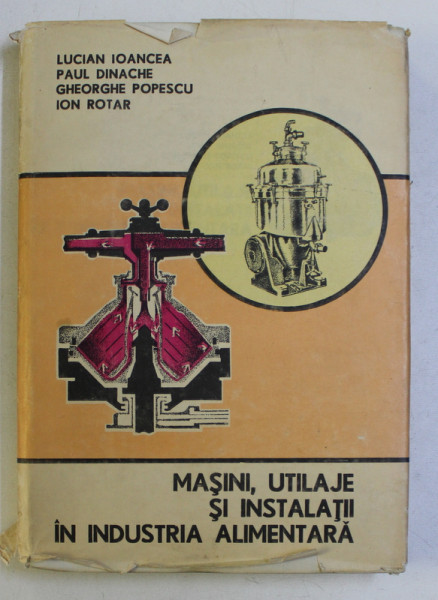 LUCIAN IOANCEA
PAUL DINACHE
GHEORGHE POPESCU
ION ROTAR
MAŞINI, UTILAJE
ŞI INSTALAŢII
ÎN INDUSTRIA ALIMENTARĂ